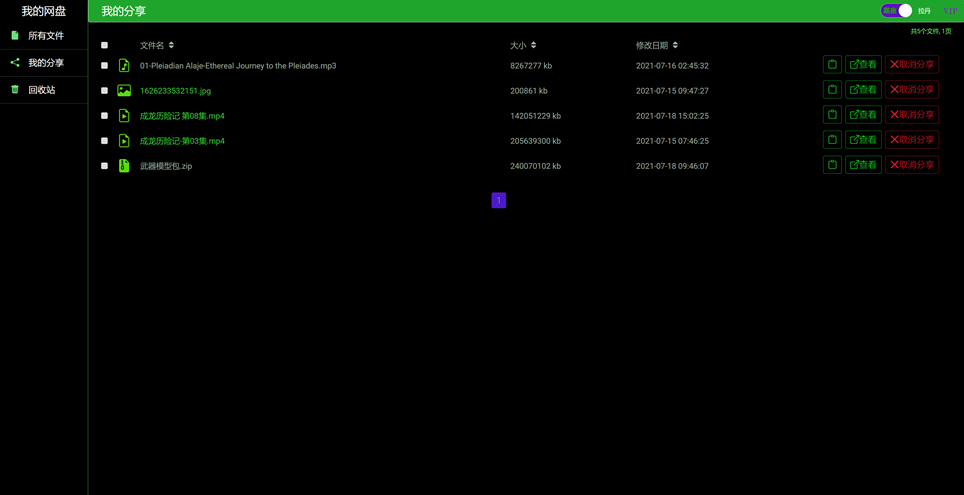 我的网盘
我的分享
拉丹
VIP
所有文件
我的分享
回收站
共5个文件, 1页
文件名 大小 修改日期
01-Pleiadian Alaje-Ethereal Journey to the Pleiades.mp3 8267277 kb 2021-07-16 02:45:32 查看 取消分享
1626233532151.jpg 200861 kb 2021-07-15 09:47:27 查看 取消分享
成龙历险记 第08集.mp4 142051229 kb 2021-07-18 15:02:25 查看 取消分享
成龙历险记-第03集.mp4 205639300 kb 2021-07-15 07:46:25 查看 取消分享
武器模型包.zip 240070102 kb 2021-07-18 09:46:07 查看 取消分享
1